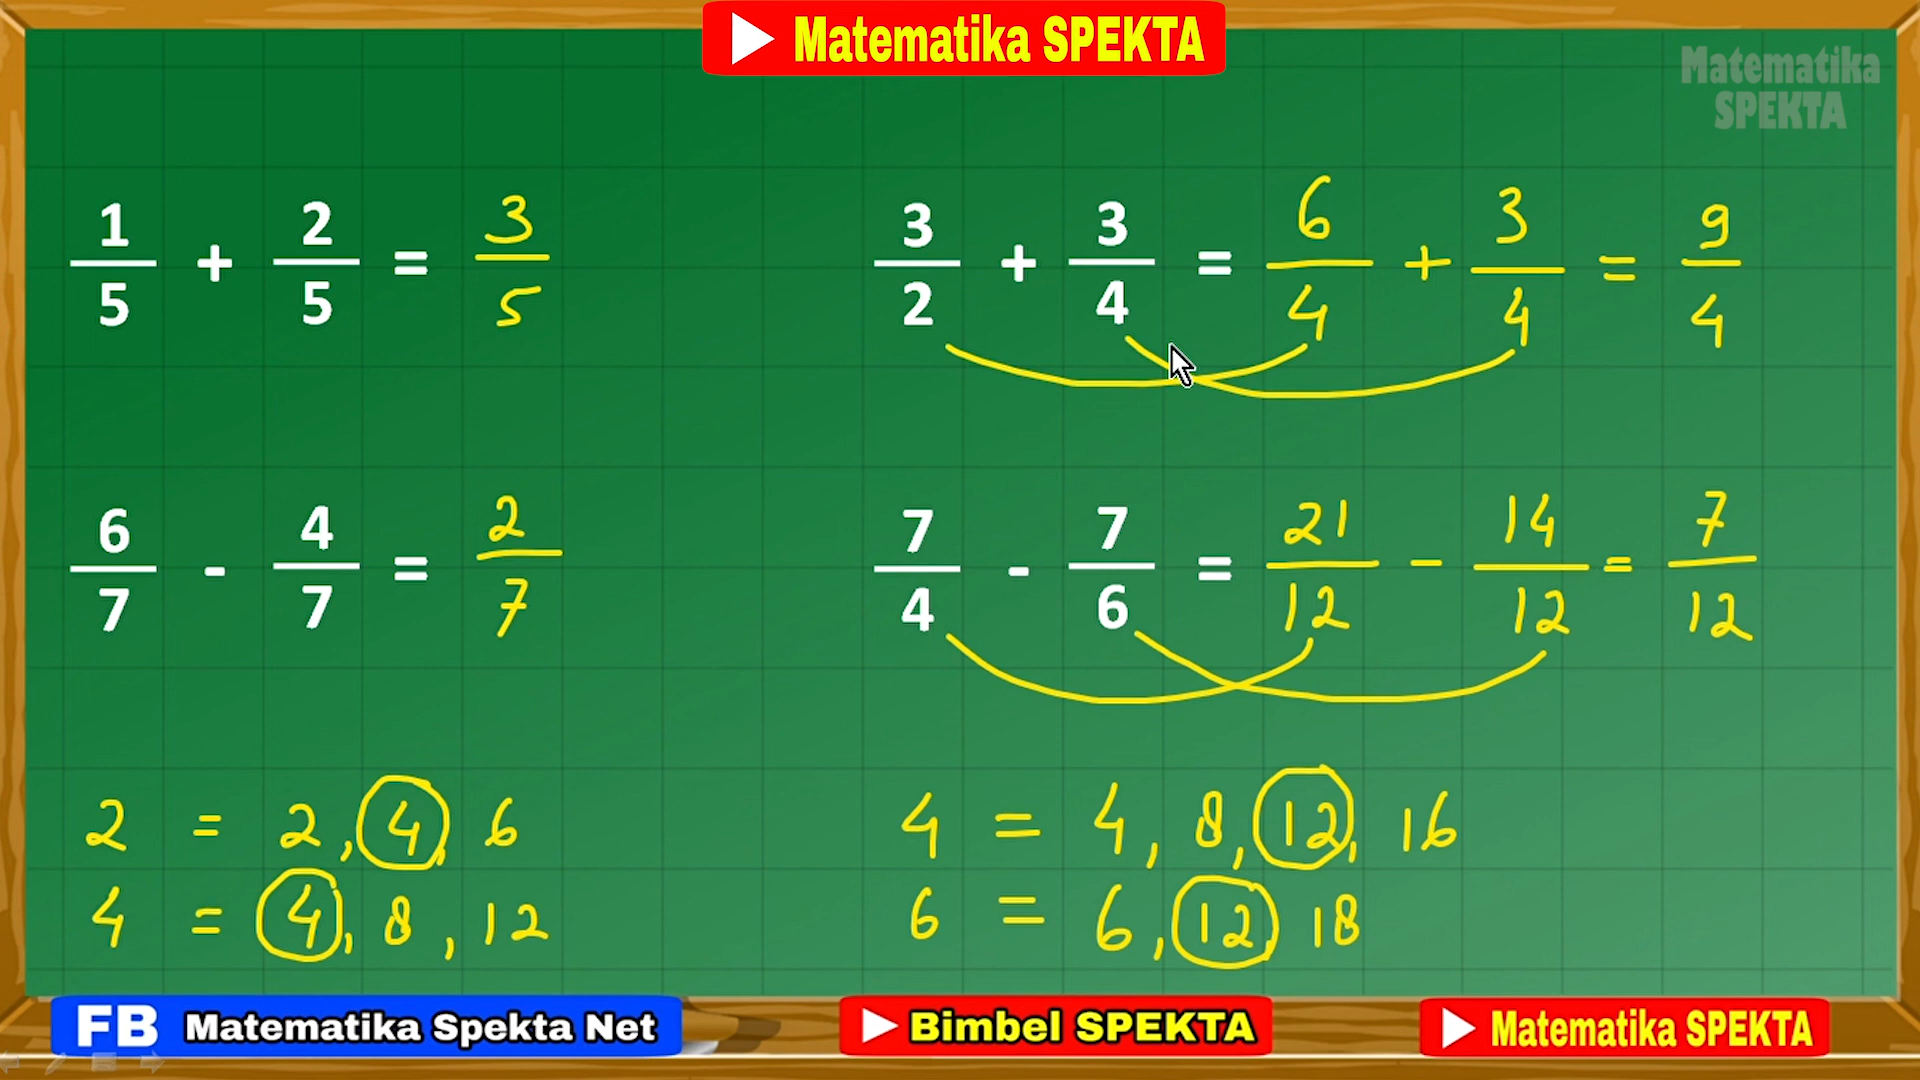 Matematika SPEKTA
Matematika
SPEKTA
1/5 + 2/5 = 3/5
3/2 + 3/4 = 6/4 + 3/4 = 9/4
6/7 - 4/7 = 2/7
7/4 - 7/6 = 21/12 - 14/12 = 7/12
2 = 2, 4, 6
4 = 4, 8, 12
4 = 4, 8, 12, 16
6 = 6, 12, 18
FB Matematika Spekta Net
Bimbel SPEKTA
Matematika SPEKTA